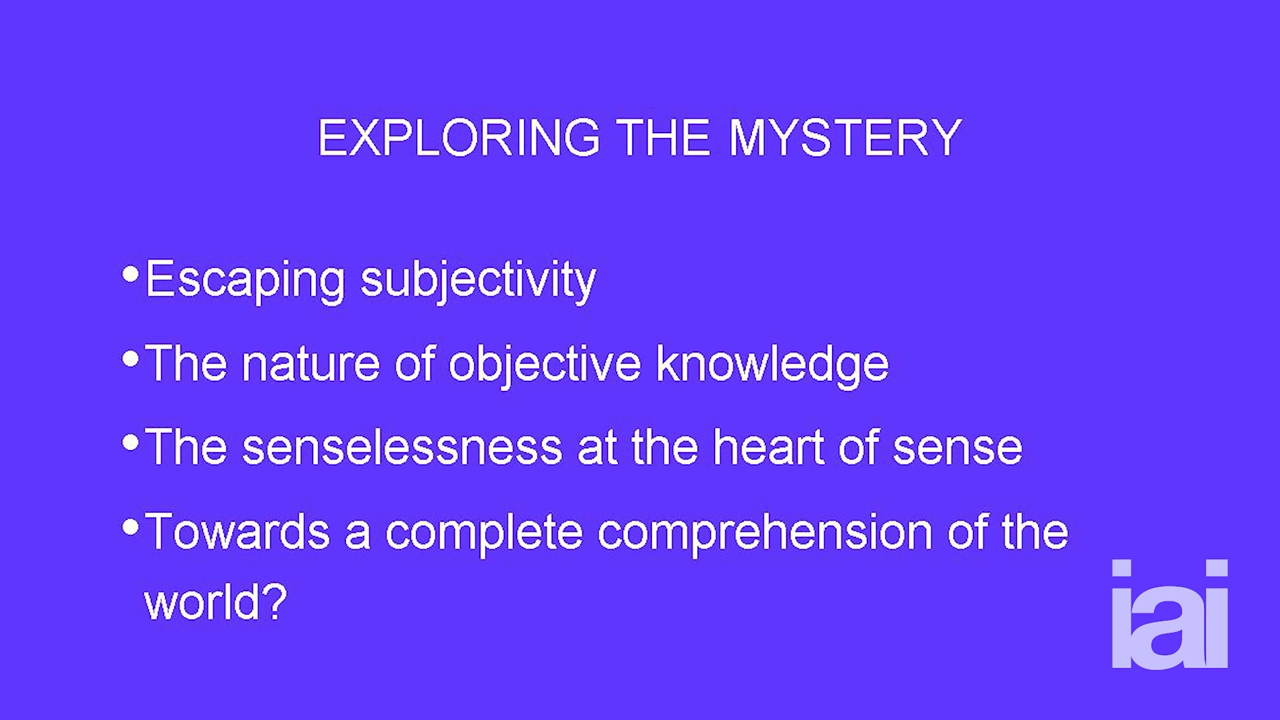 EXPLORING THE MYSTERY
•Escaping subjectivity
•The nature of objective knowledge
•The senselessness at the heart of sense
•Towards a complete comprehension of the
world?
iai